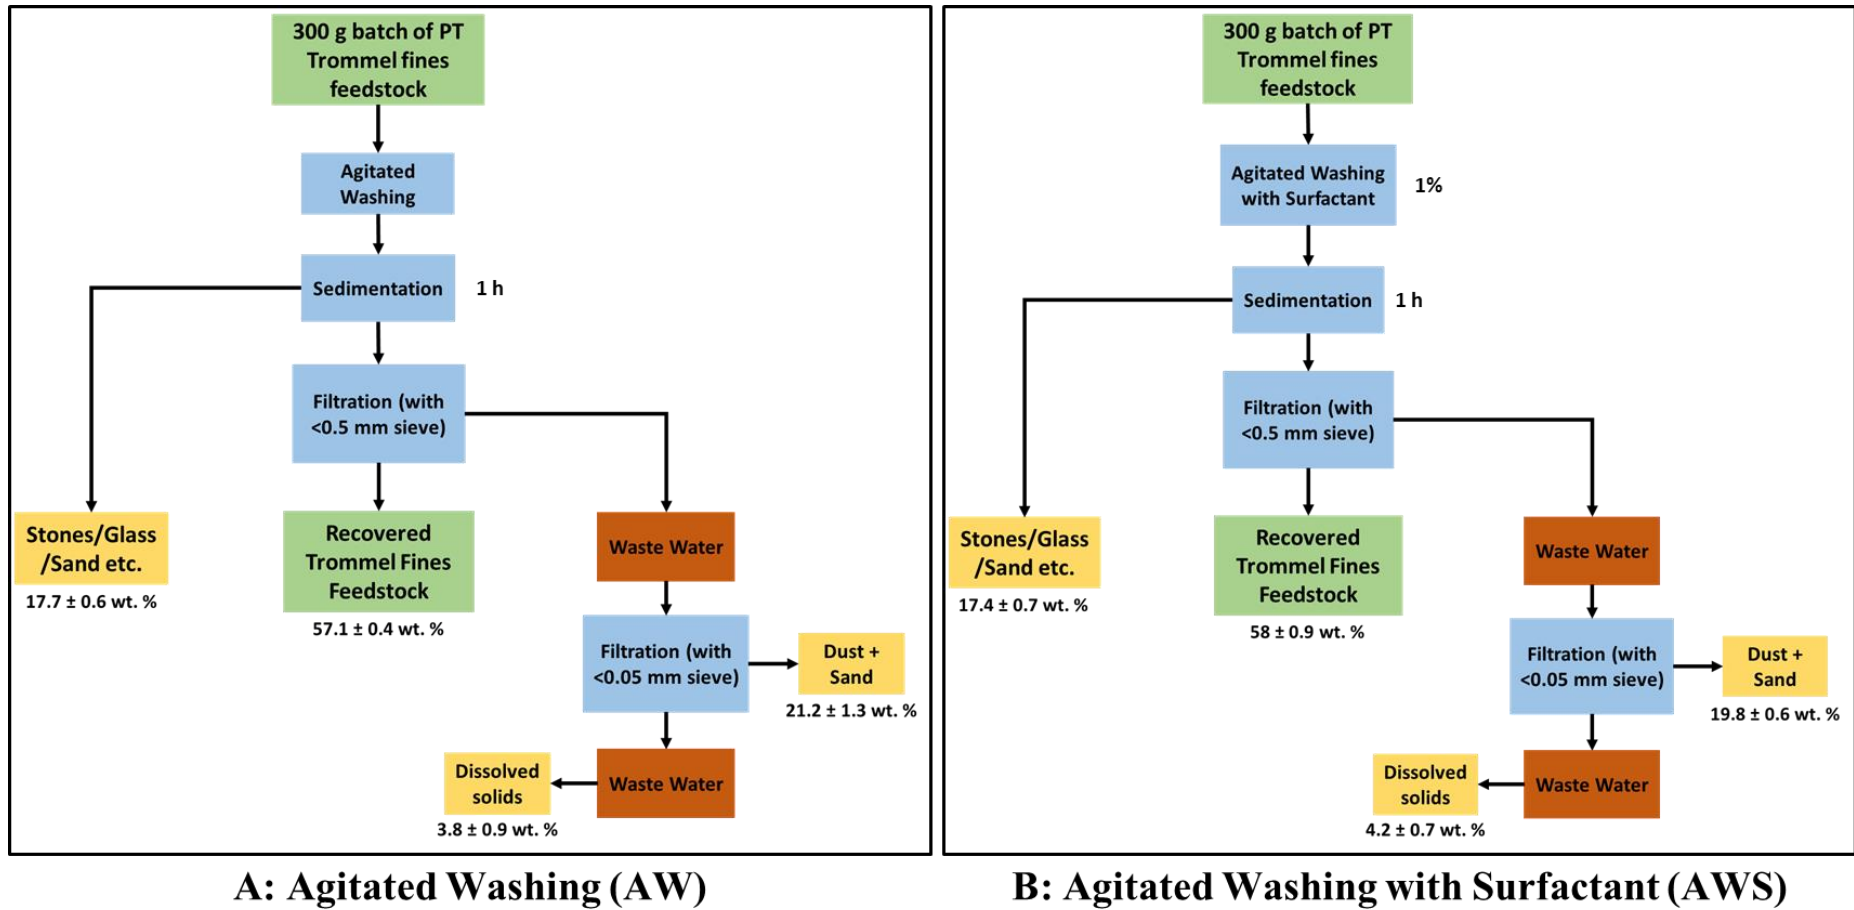 300 g batch of PT
Trommel fines
feedstock
Agitated
Washing
Sedimentation
1 h
Filtration (with
<0.5 mm sieve)
Stones/Glass
/Sand etc.
17.7 ± 0.6 wt. %
Recovered
Trommel Fines
Feedstock
57.1 ± 0.4 wt. %
Waste Water
Filtration (with
<0.05 mm sieve)
Dust +
Sand
21.2 ± 1.3 wt. %
Dissolved
solids
3.8 ± 0.9 wt. %
Waste Water
A: Agitated Washing (AW)
300 g batch of PT
Trommel fines
feedstock
Agitated Washing
with Surfactant
1%
Sedimentation
1 h
Filtration (with
<0.5 mm sieve)
Stones/Glass
/Sand etc.
17.4 ± 0.7 wt. %
Recovered
Trommel Fines
Feedstock
58 ± 0.9 wt. %
Waste Water
Filtration (with
<0.05 mm sieve)
Dust +
Sand
19.8 ± 0.6 wt. %
Dissolved
solids
4.2 ± 0.7 wt. %
Waste Water
B: Agitated Washing with Surfactant (AWS)